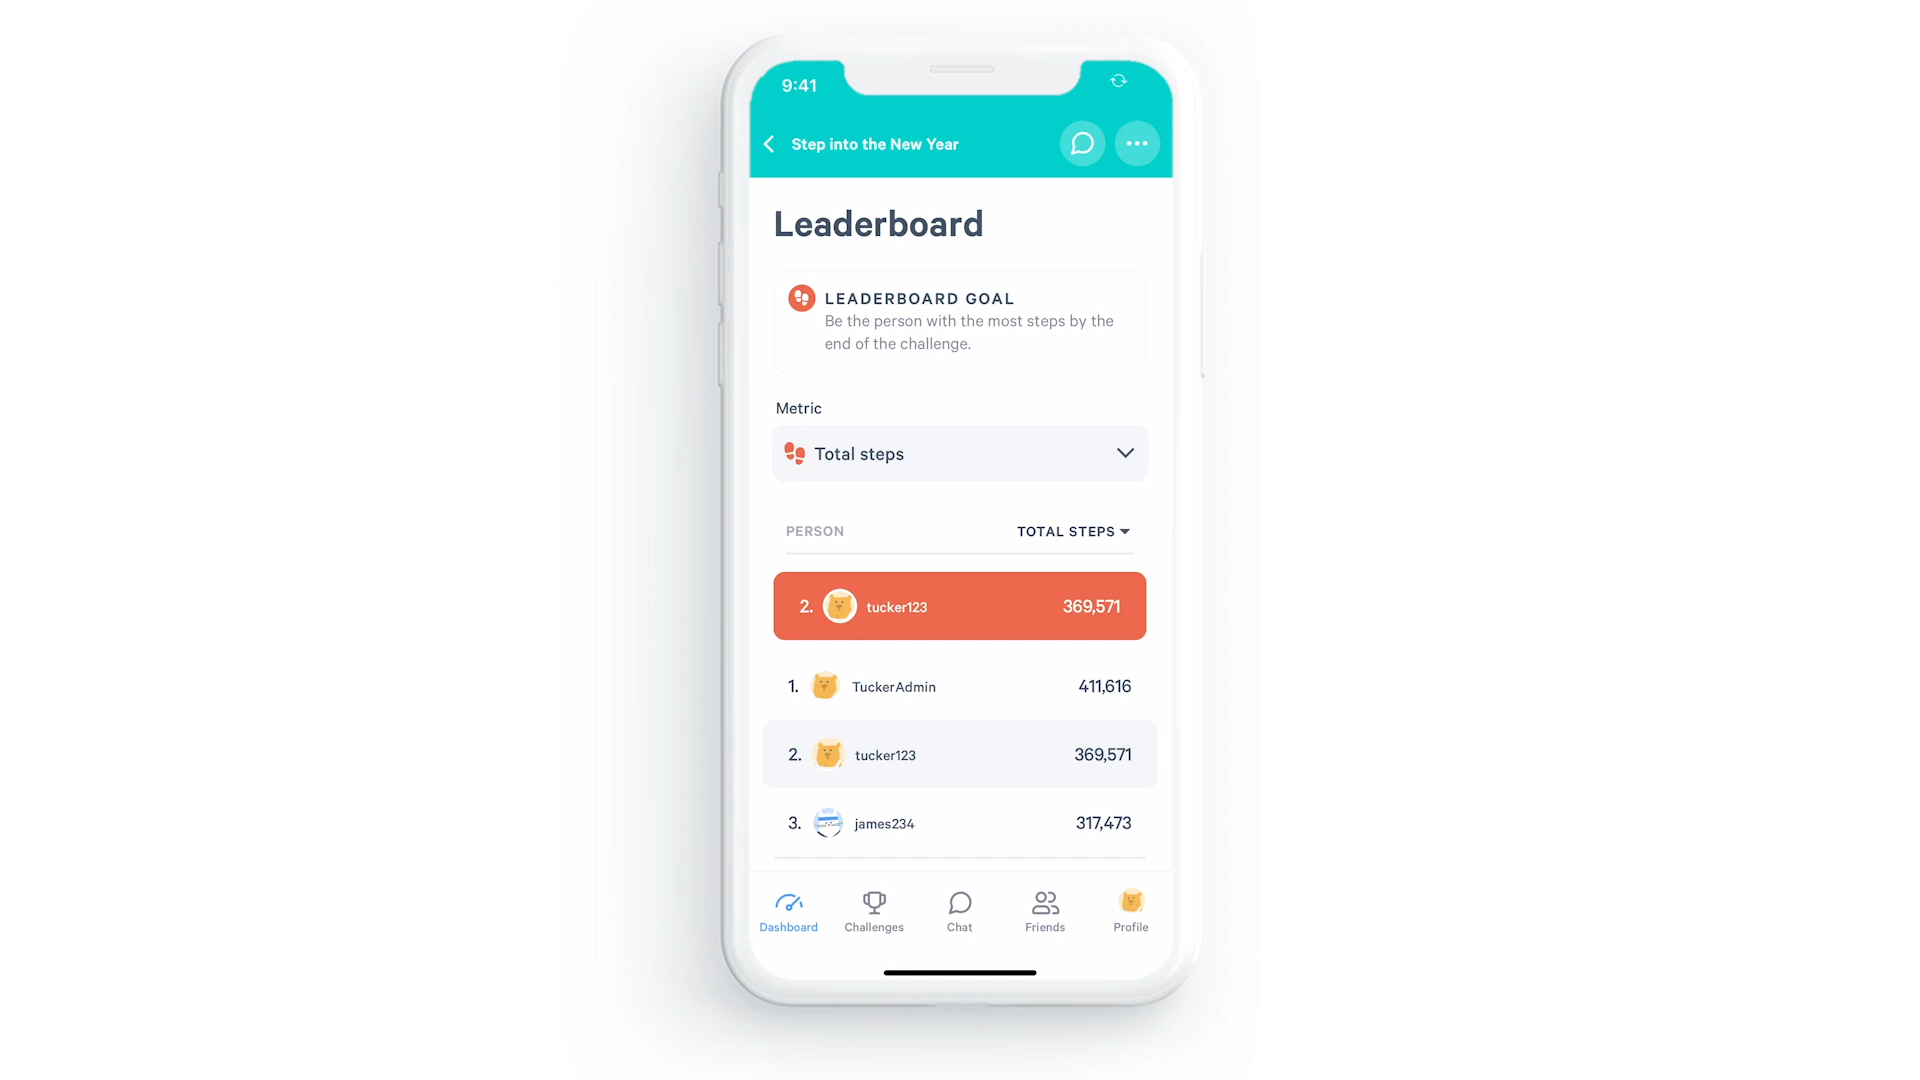 9:41
Step into the New Year
Leaderboard
LEADERBOARD GOAL
Be the person with the most steps by the
end of the challenge.
Metric
Total steps
PERSON TOTAL STEPS
2. tucker123 369,571
1. TuckerAdmin 411,616
2. tucker123 369,571
3. james234 317,473
Dashboard Challenges Chat Friends Profile